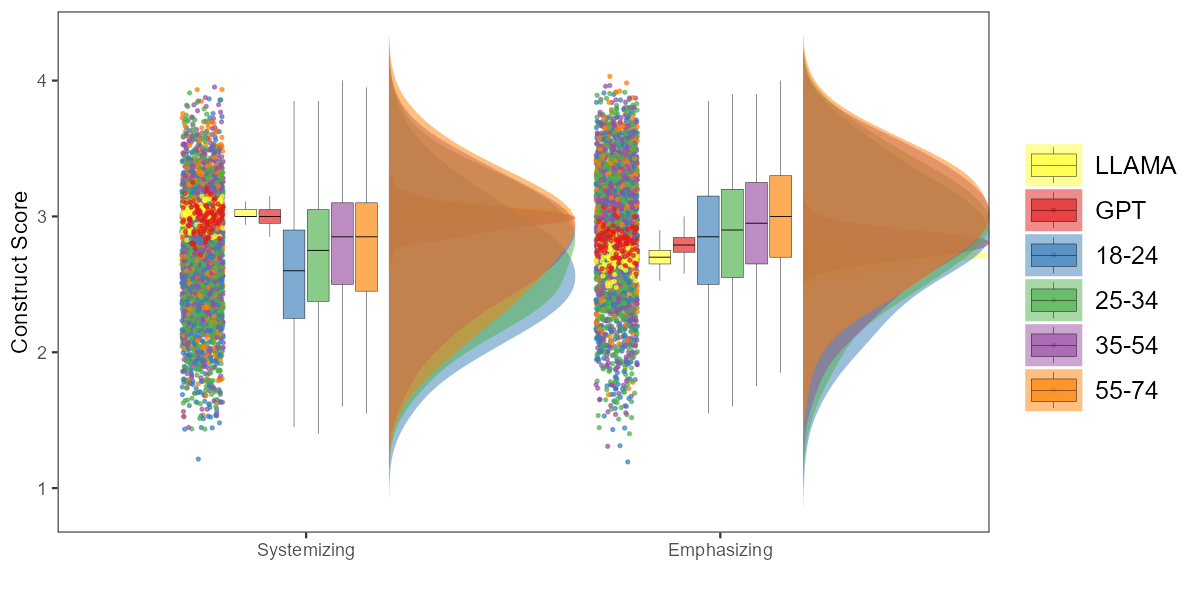 Construct Score
4
3
2
1
Systemizing
Emphasizing
LLAMA
GPT
18-24
25-34
35-54
55-74